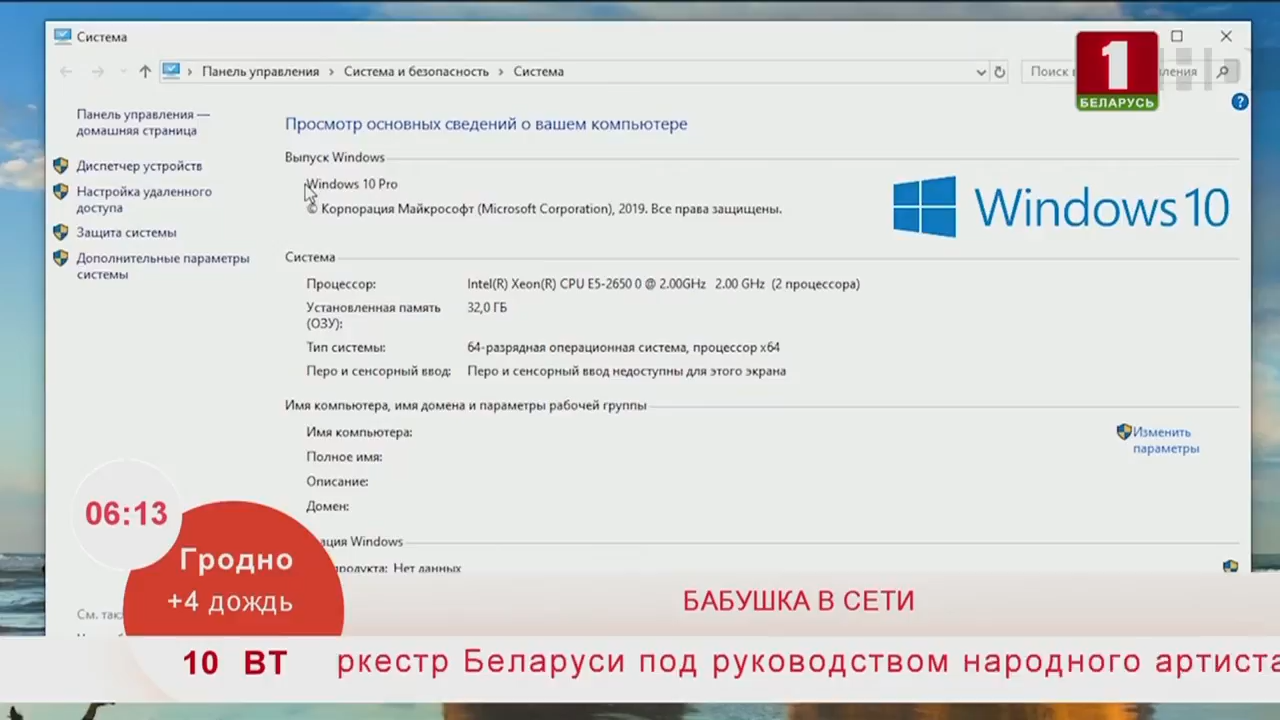 Система
Панель управления › Система и безопасность › Система
Поиск
ления
1
БЕЛАРУСЬ
Панель управления —
домашняя страница
Диспетчер устройств
Настройка удаленного
доступа
Защита системы
Дополнительные параметры
системы
Просмотр основных сведений о вашем компьютере
Выпуск Windows
Windows 10 Pro
© Корпорация Майкрософт (Microsoft Corporation), 2019. Все права защищены.
Windows 10
Система
Процессор: Intel(R) Xeon(R) CPU E5-2650 0 @ 2.00GHz 2.00 GHz (2 процессора)
Установленная память
(ОЗУ): 32,0 ГБ
Тип системы: 64-разрядная операционная система, процессор x64
Перо и сенсорный ввод: Перо и сенсорный ввод недоступны для этого экрана
Имя компьютера, имя домена и параметры рабочей группы
Имя компьютера:
Изменить
параметры
Полное имя:
Описание:
Домен:
ация Windows
продукта: Нет данных
См. так
06:13
Гродно
+4 дождь
БАБУШКА В СЕТИ
10 ВТ
ркестр Беларуси под руководством народного артиста